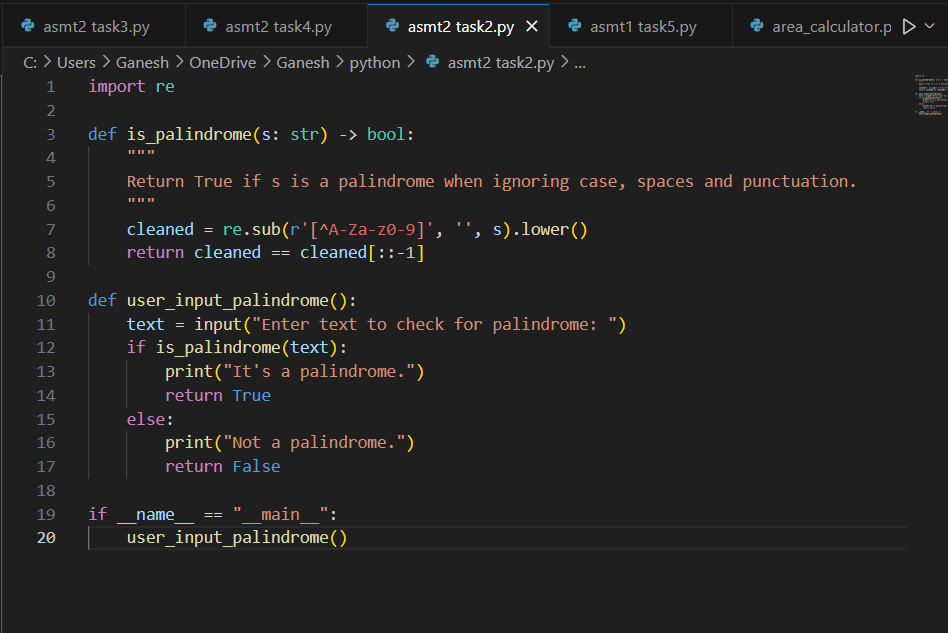 asmt2 task3.py asmt2 task4.py asmt2 task2.py asmt1 task5.py area_calculator.p
C: > Users > Ganesh > OneDrive > Ganesh > python > asmt2 task2.py > ...
1 import re
2
3 def is_palindrome(s: str) -> bool:
4     """
5     Return True if s is a palindrome when ignoring case, spaces and punctuation.
6     """
7     cleaned = re.sub(r'[^A-Za-z0-9]', '', s).lower()
8     return cleaned == cleaned[::-1]
9
10 def user_input_palindrome():
11     text = input("Enter text to check for palindrome: ")
12     if is_palindrome(text):
13         print("It's a palindrome.")
14         return True
15     else:
16         print("Not a palindrome.")
17         return False
18
19 if __name__ == "__main__":
20     user_input_palindrome()